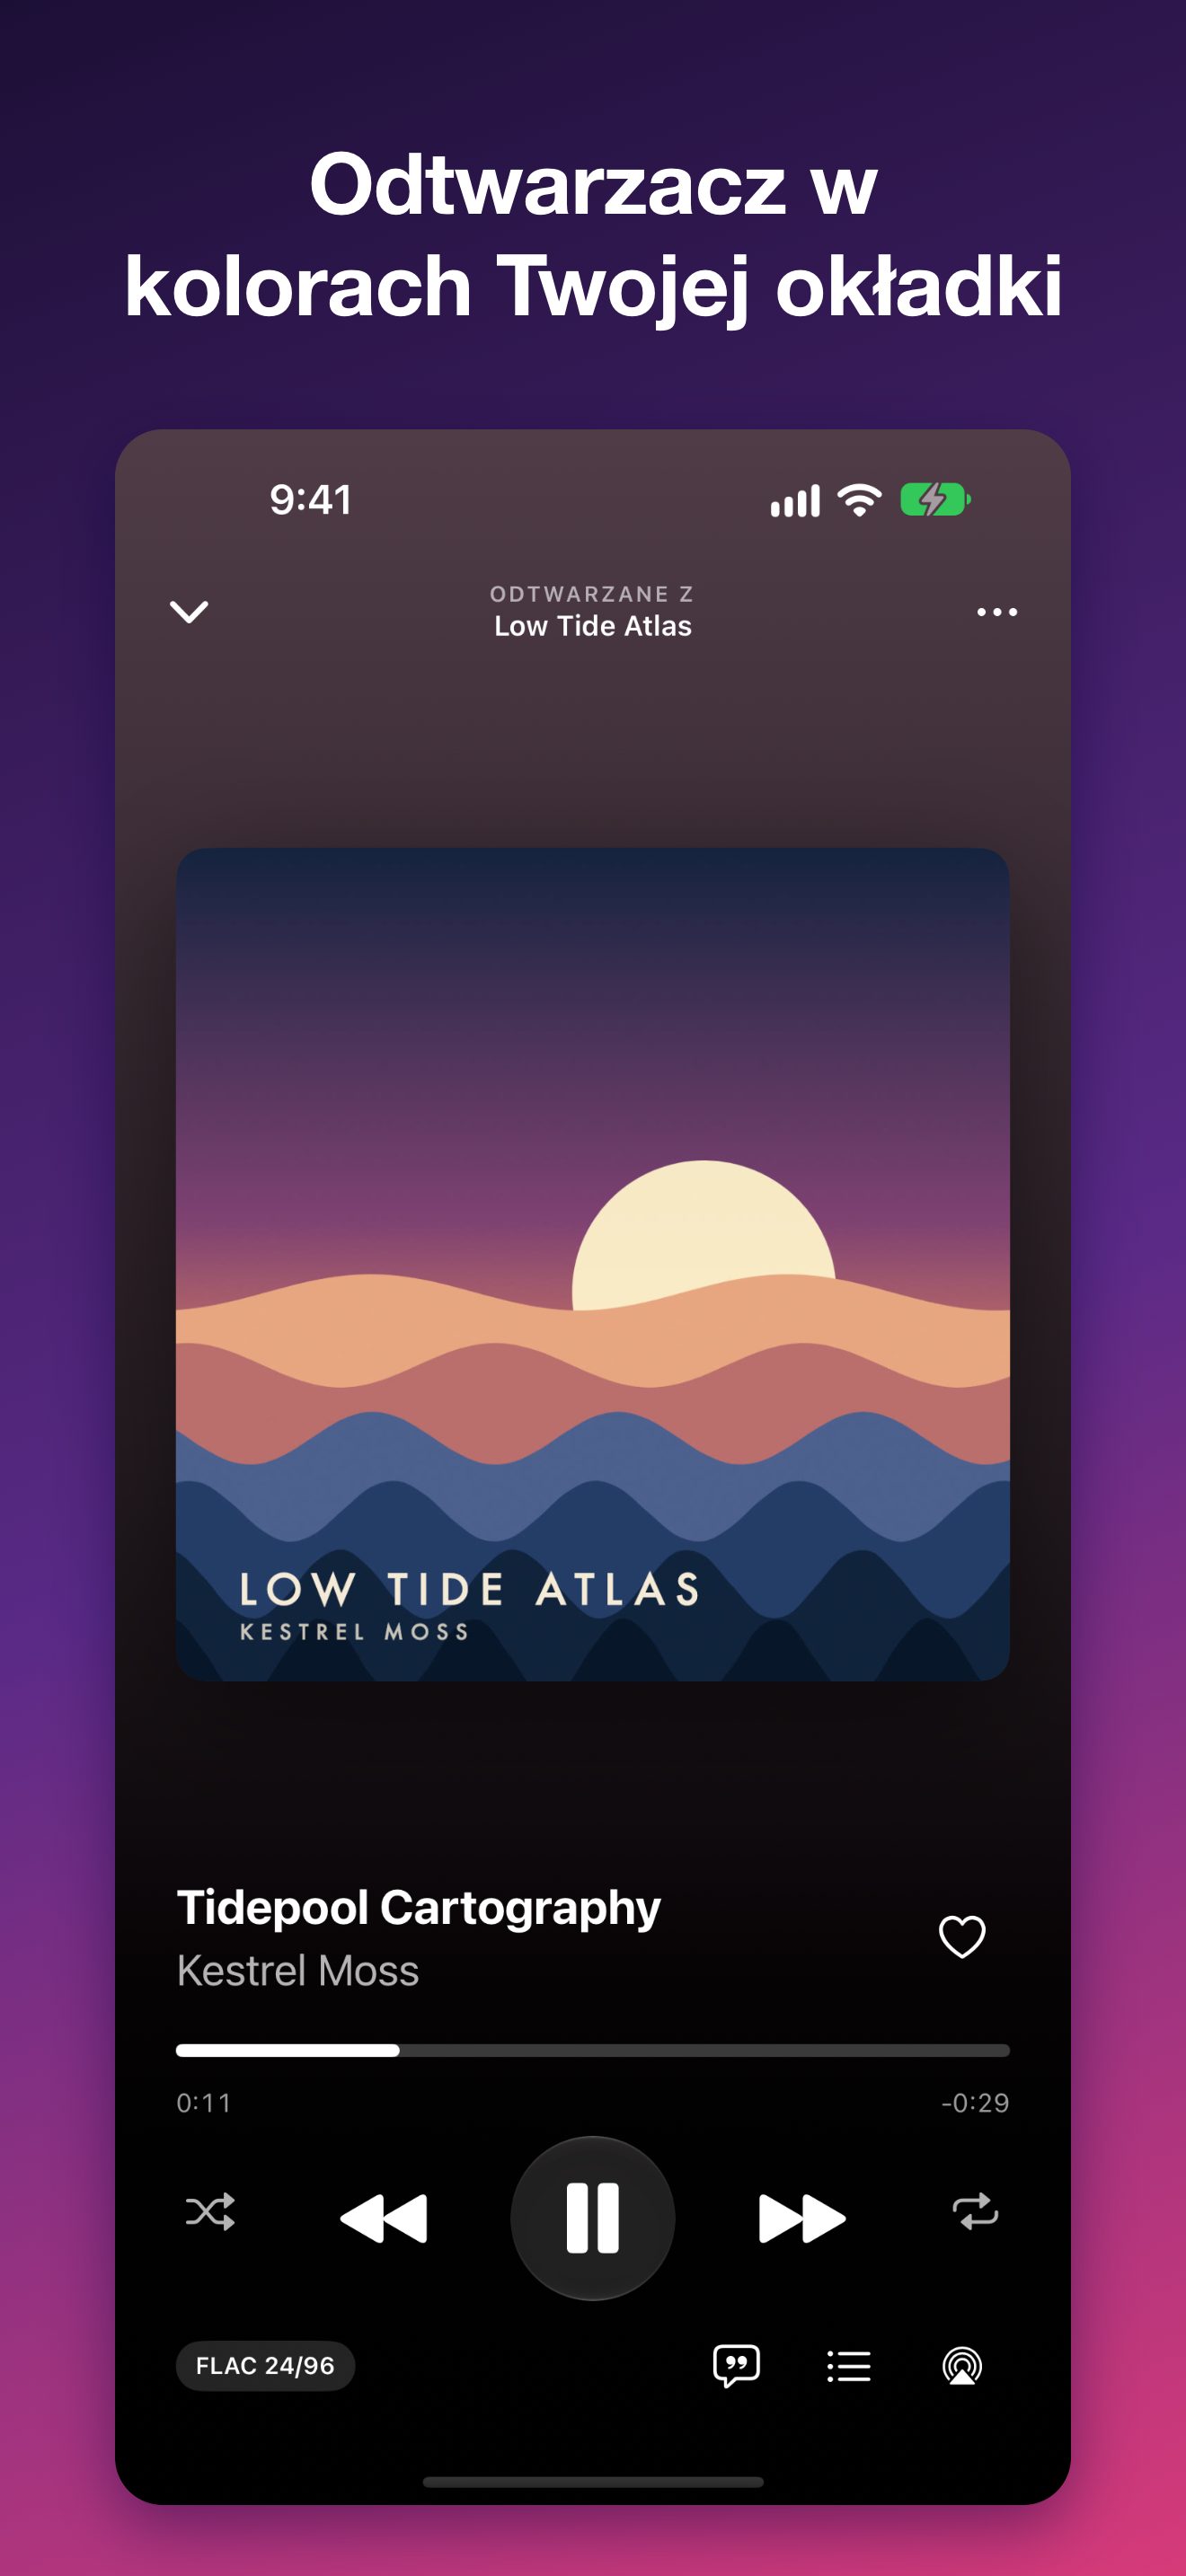 Odtwarzacz w
kolorach Twojej okładki
9:41
ODTWARZANE Z
Low Tide Atlas
LOW TIDE ATLAS
KESTREL MOSS
Tidepool Cartography
Kestrel Moss
0:11
-0:29
FLAC 24/96